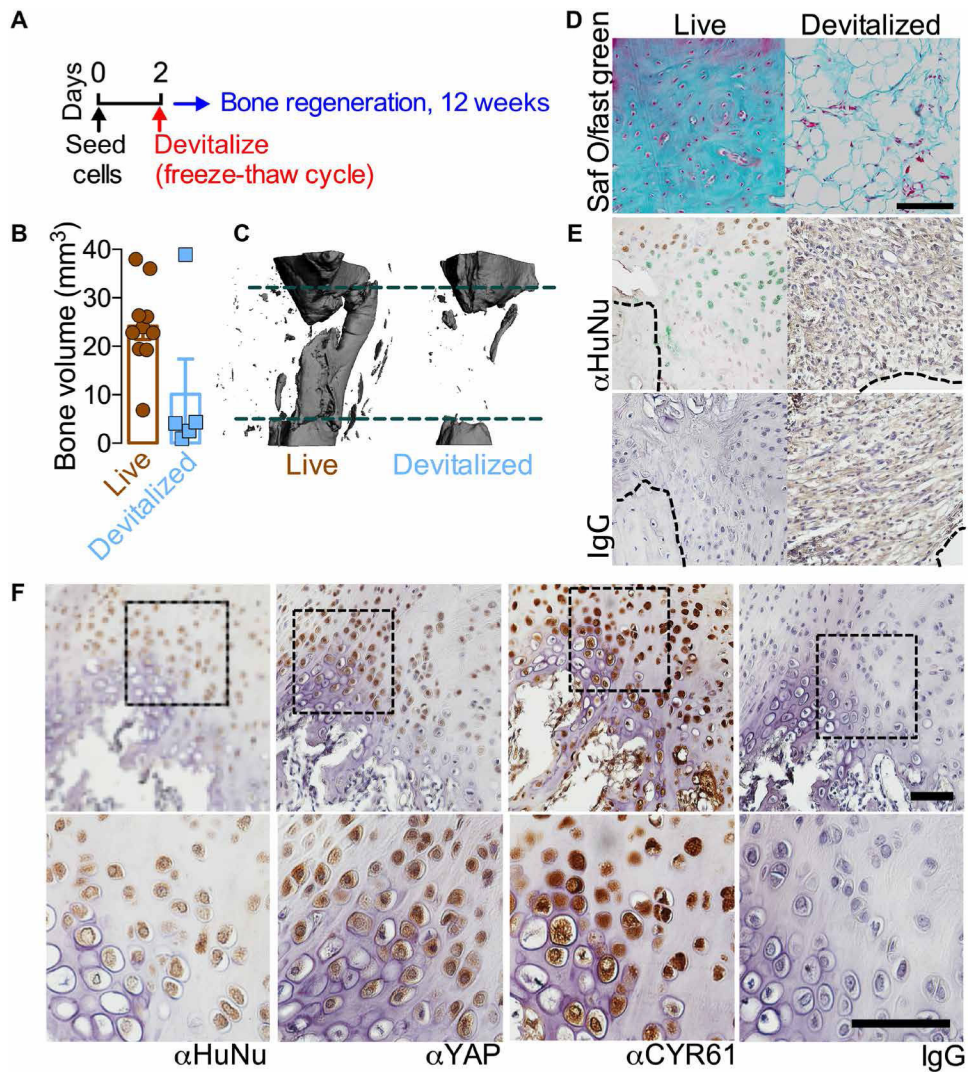 A
Days
0 2
Bone regeneration, 12 weeks
Seed
cells
Devitalize
(freeze-thaw cycle)
B
Bone volume (mm³)
40
30
20
10
0
Live
Devitalized
C
Live
Devitalized
D
Live
Devitalized
Saf O/fast green
E
αHuNu
IgG
F
αHuNu
αYAP
αCYR61
IgG